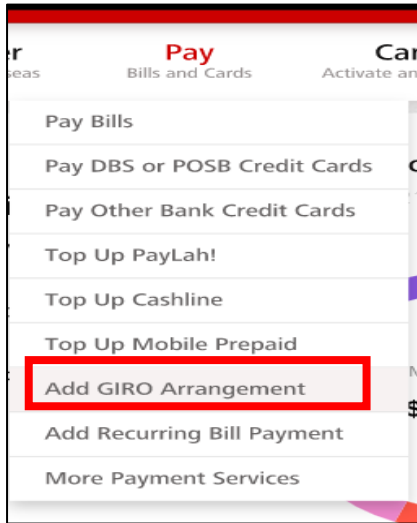 er
Pay
Car
seas
Bills and Cards
Activate an
Pay Bills
Pay DBS or POSB Credit Cards
Pay Other Bank Credit Cards
Top Up PayLah!
Top Up Cashline
Top Up Mobile Prepaid
Add GIRO Arrangement
$
Add Recurring Bill Payment
More Payment Services